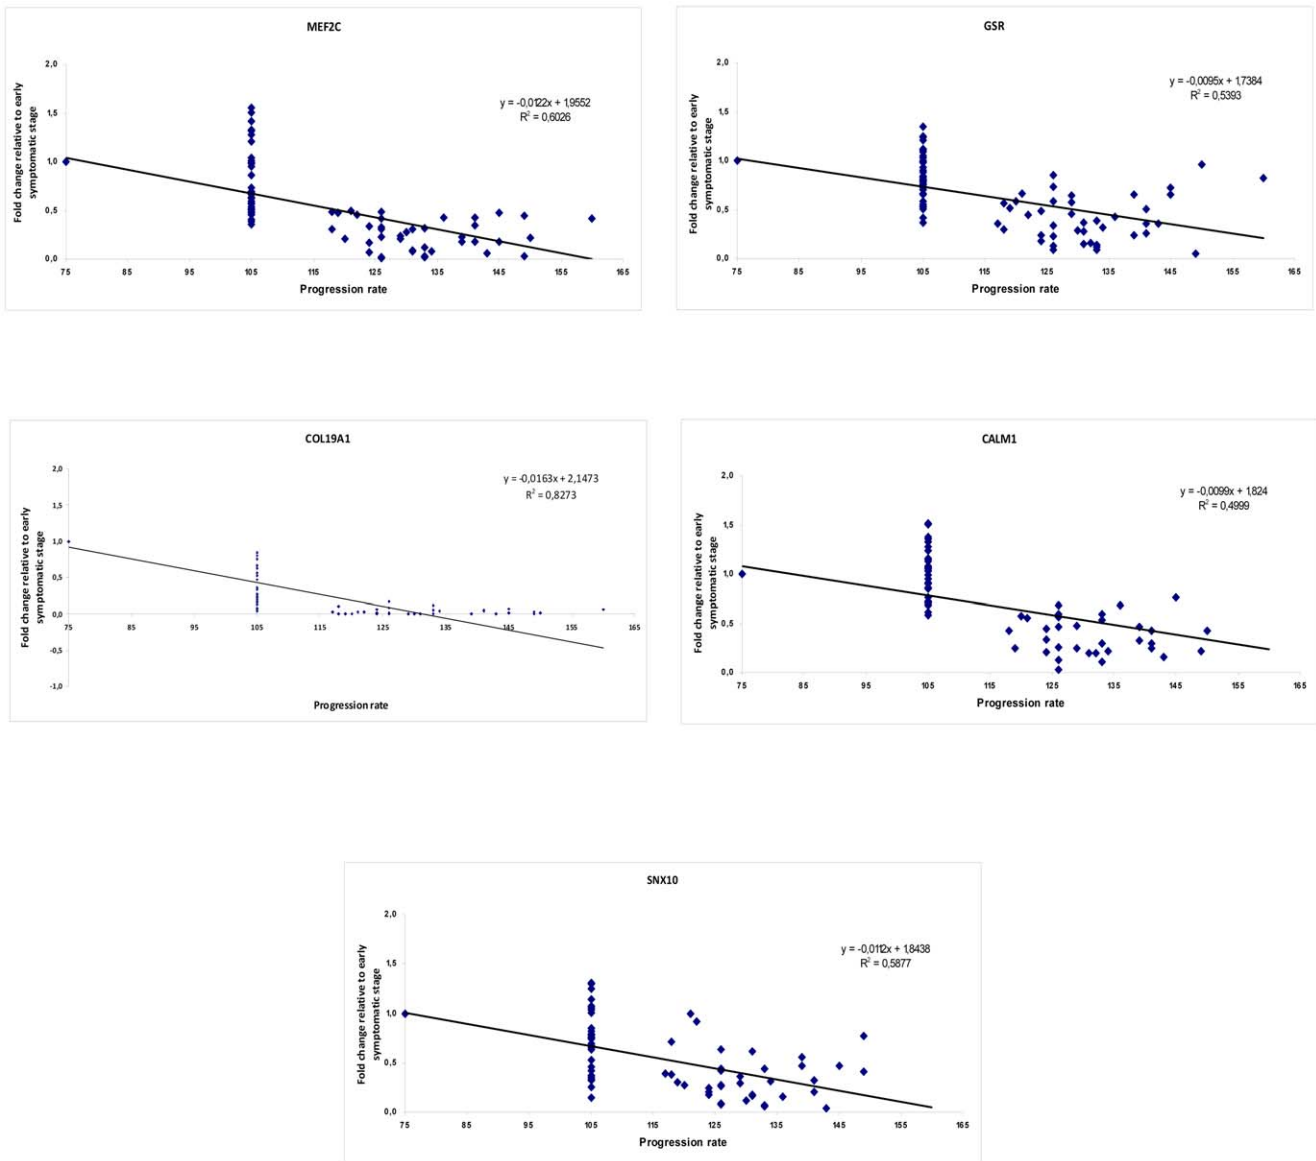 MEF2C
Fold change relative to early
symptomatic stage
2,0
1,5
1,0
0,5
0,0
y = -0,0122x + 1,9552
R² = 0,6026
75 85 95 105 115 125 135 145 155 165
Progression rate
GSR
Fold change relative to early
symptomatic stage
2,0
1,5
1,0
0,5
0,0
y = -0,0095x + 1,7384
R² = 0,5393
75 85 95 105 115 125 135 145 155 165
Progression rate
COL19A1
Fold change relative to early
symptomatic stage
2,0
1,5
1,0
0,5
0,0
-0,5
-1,0
y = -0,0163x + 2,1473
R² = 0,8273
75 85 95 105 115 125 135 145 155 165
Progression rate
CALM1
Fold change relative to early
symptomatic stage
2,0
1,5
1,0
0,5
0,0
y = -0,0099x + 1,824
R² = 0,4999
75 85 95 105 115 125 135 145 155 165
Progression rate
SNX10
Fold change relative to early
symptomatic stage
2,0
1,5
1,0
0,5
0,0
y = -0,0112x + 1,8438
R² = 0,5877
75 85 95 105 115 125 135 145 155 165
Progression rate